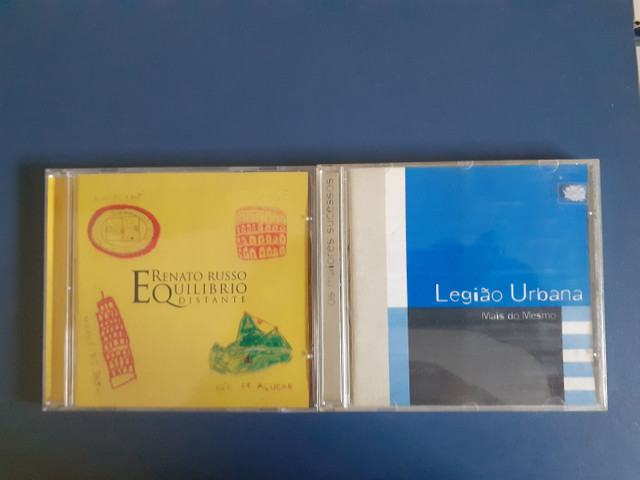 RENATO RUSSO
EQUILIBRIO
DISTANTE
PÃO DE AÇUCAR
os maiores sucessos
Legião Urbana
Mais do Mesmo